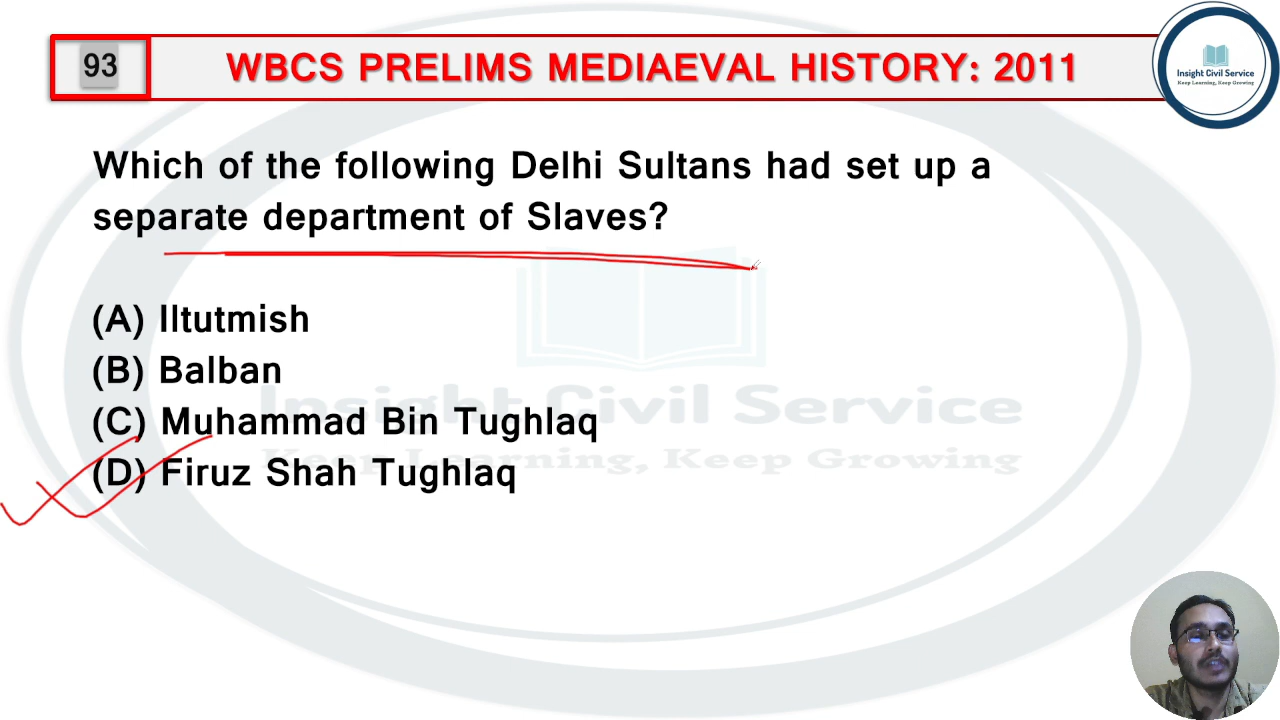 93
WBCS PRELIMS MEDIAEVAL HISTORY: 2011
Insight Civil Service
Keep Learning, Keep Growing
Which of the following Delhi Sultans had set up a
separate department of Slaves?
(A) Iltutmish
(B) Balban
(C) Muhammad Bin Tughlaq
(D) Firuz Shah Tughlaq
Insight Civil Service
Keep Learning, Keep Growing